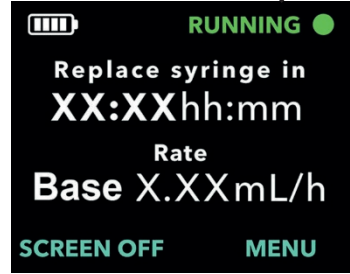 RUNNING
Replace syringe in
XX:XXhh:mm
Rate
Base X.XXmL/h
SCREEN OFF MENU